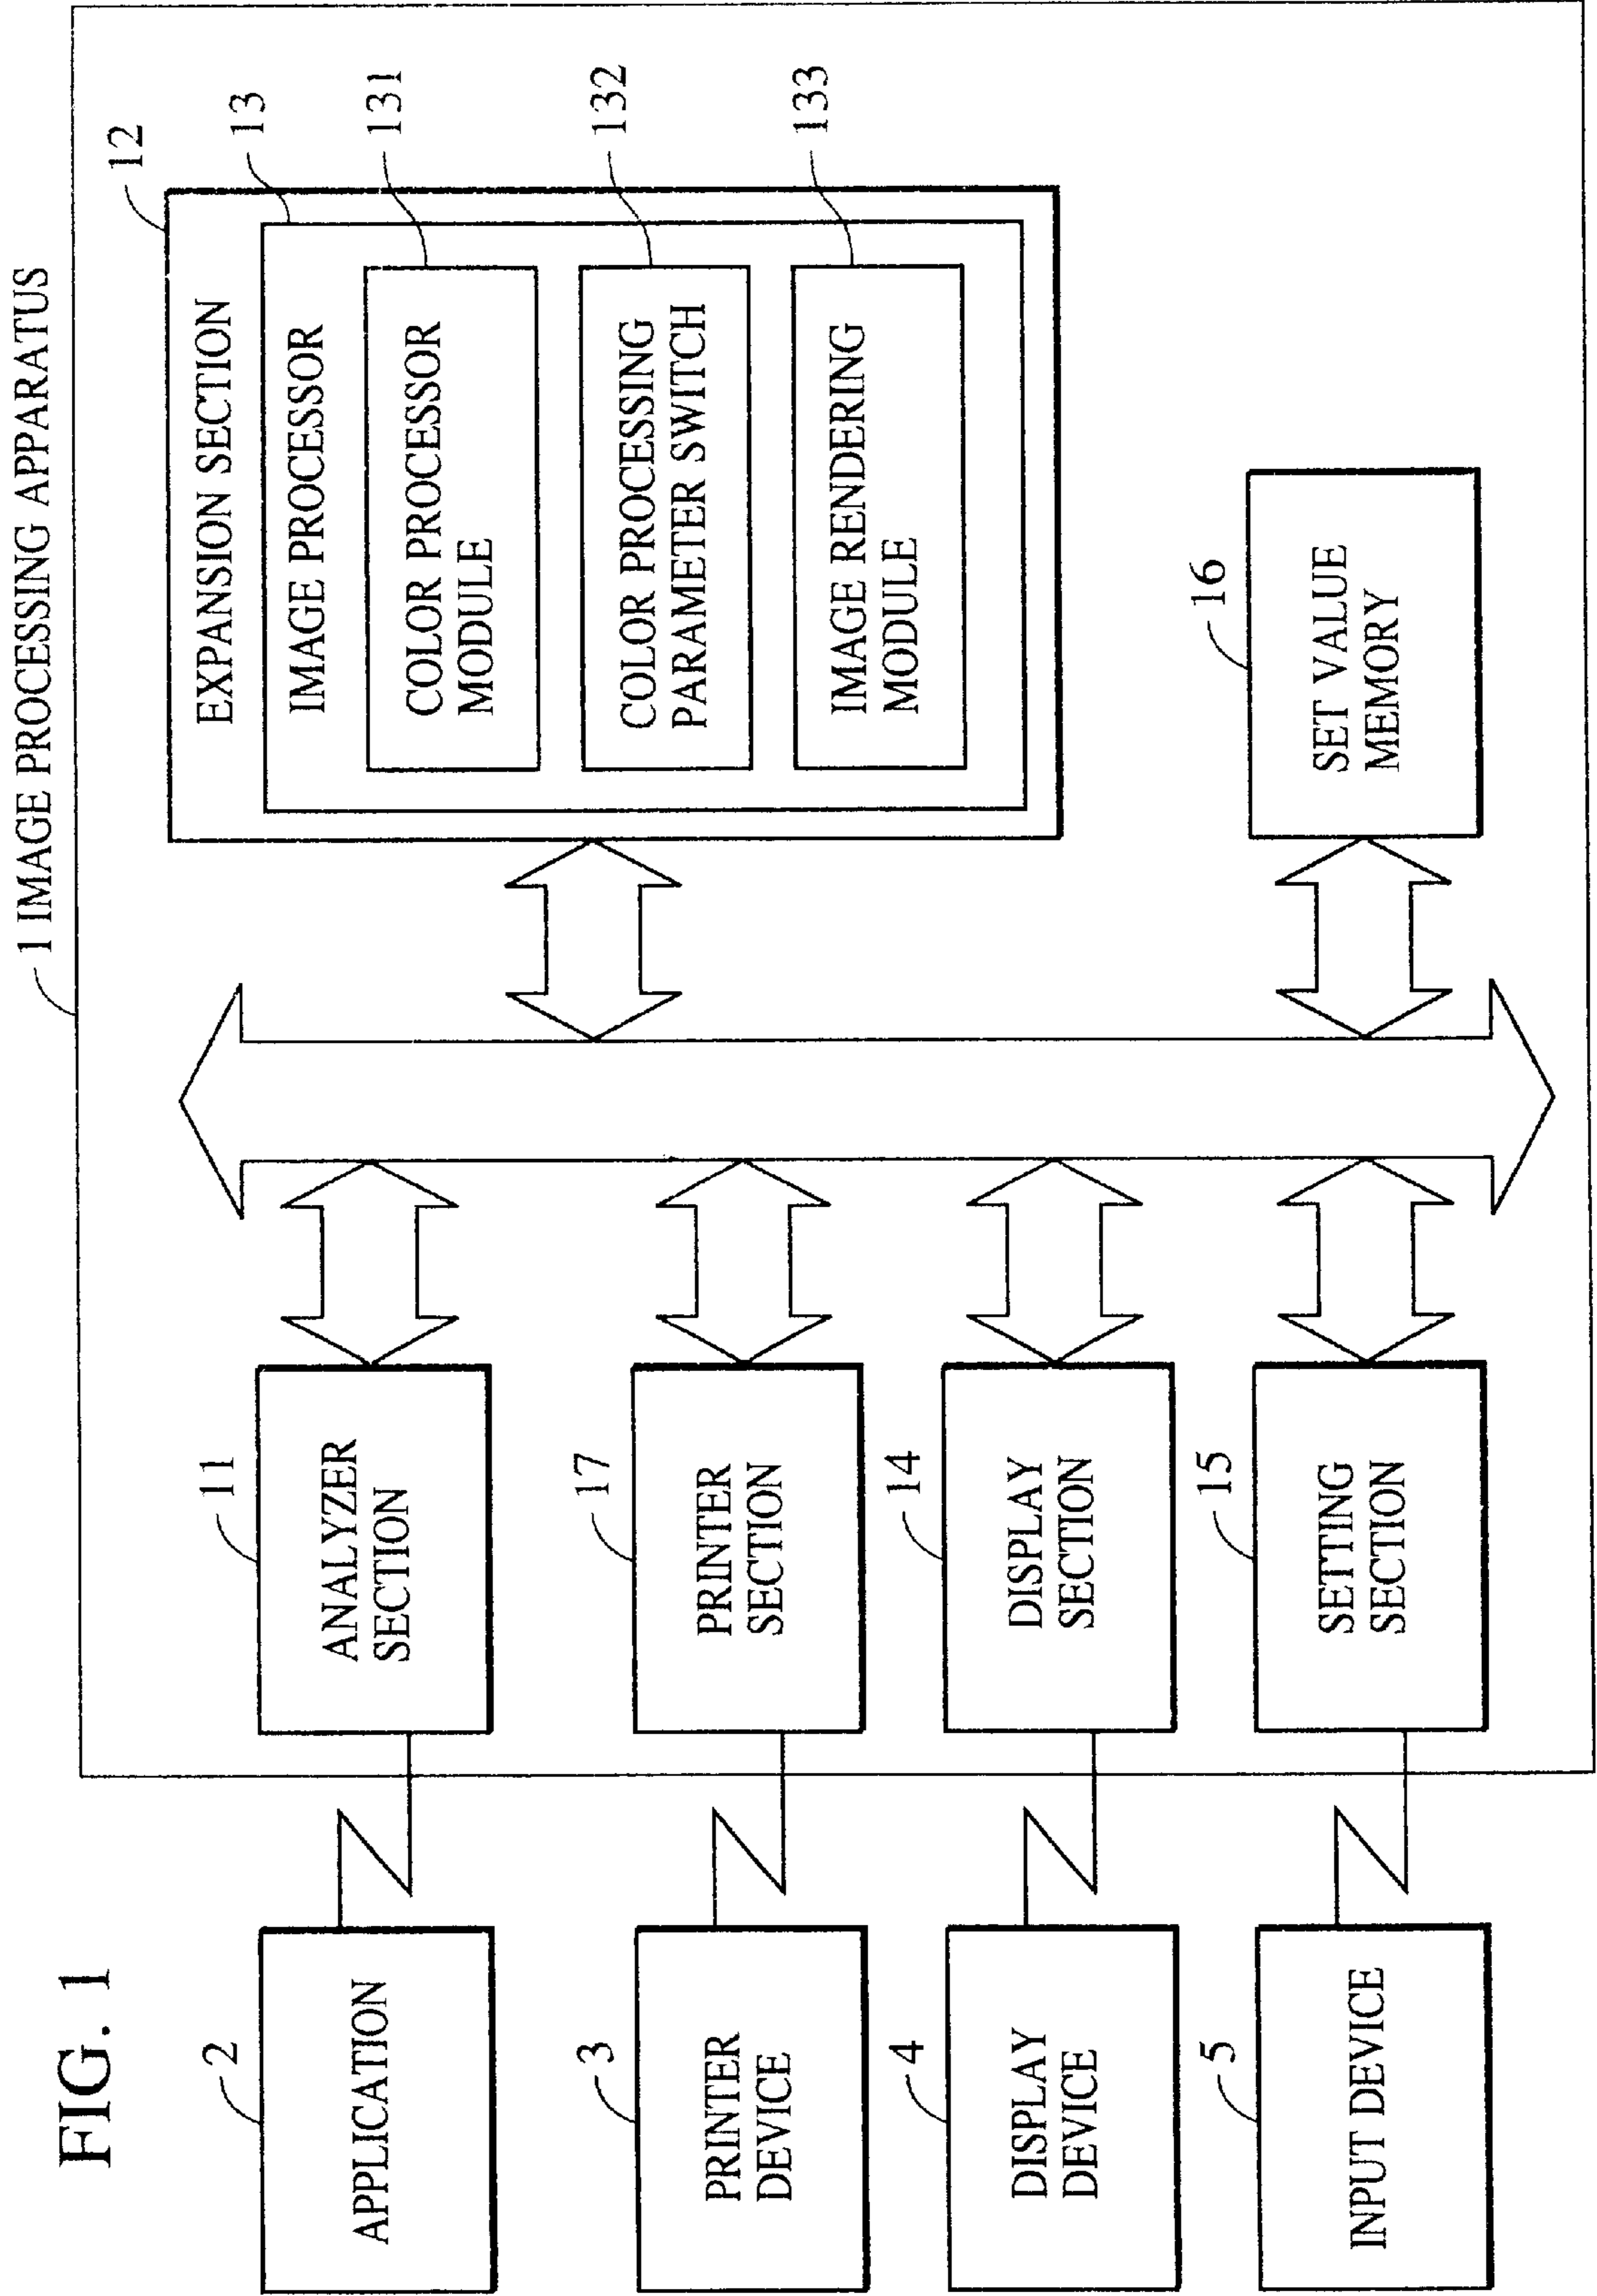 FIG. 1
1 IMAGE PROCESSING APPARATUS
2
APPLICATION
3
PRINTER
DEVICE
4
DISPLAY
DEVICE
5
INPUT DEVICE
11
ANALYZER
SECTION
17
PRINTER
SECTION
14
DISPLAY
SECTION
15
SETTING
SECTION
12
EXPANSION SECTION
13
IMAGE PROCESSOR
131
COLOR PROCESSOR
MODULE
132
COLOR PROCESSING
PARAMETER SWITCH
133
IMAGE RENDERING
MODULE
16
SET VALUE
MEMORY